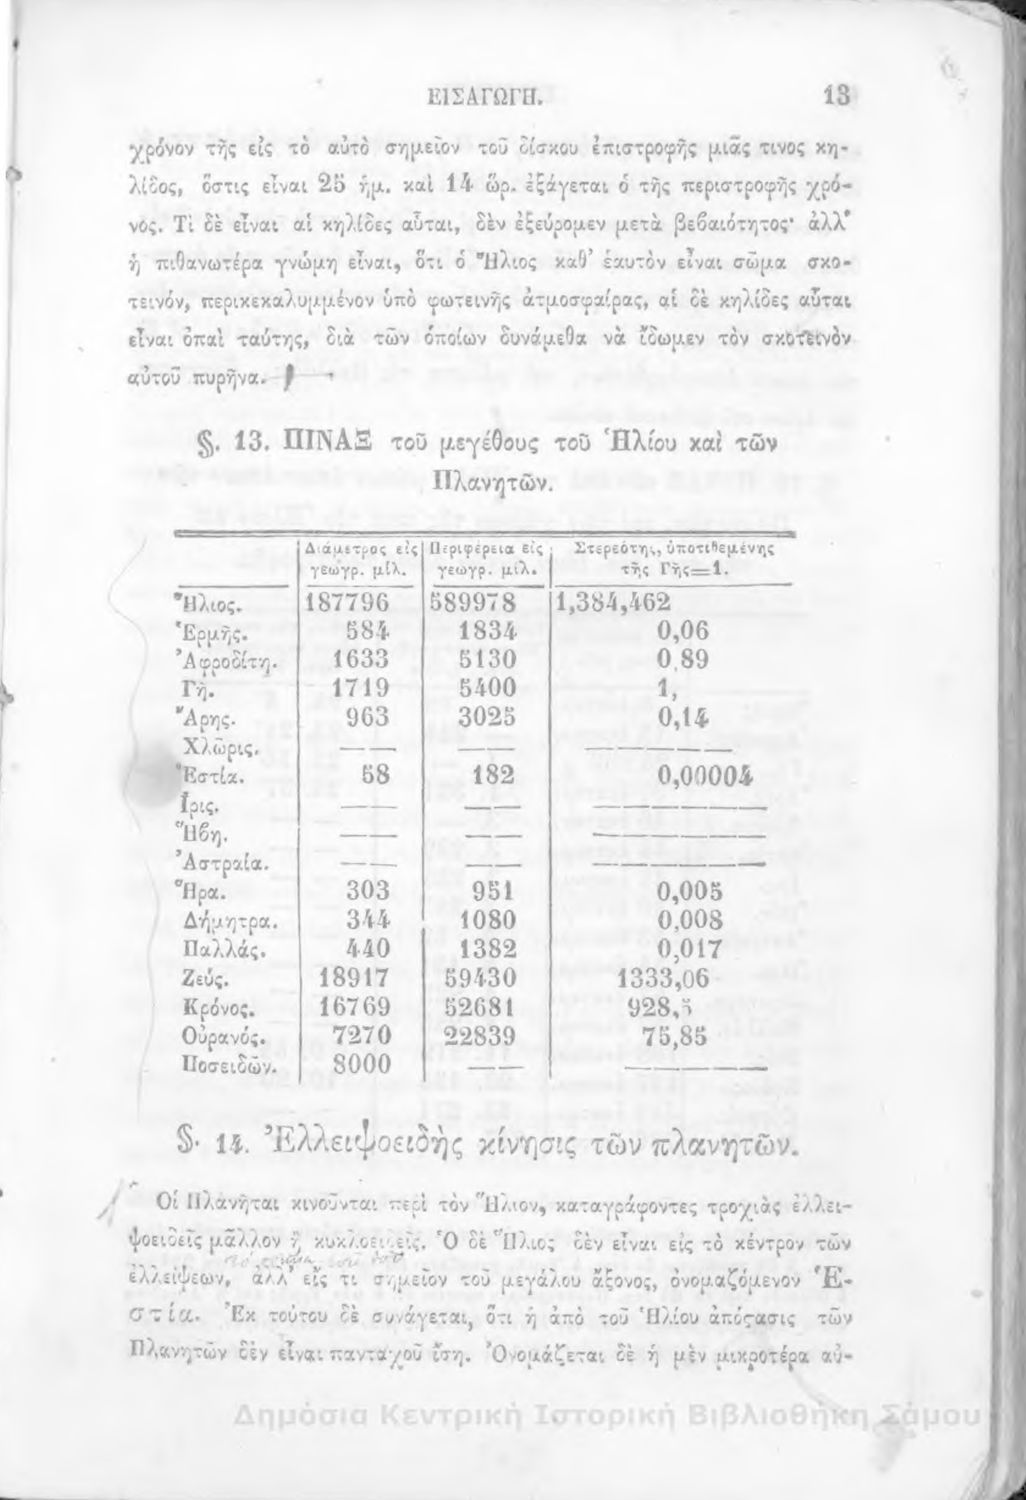 ΕΙΣΑΓΩΓΗ. 13
χρόνον τῆς εἰς τὸ αὐτὸ σημεῖον τοῦ δίσκου ἐπιστροφῆς μιᾶς τινος κη-
λίδος, ὅστις εἶναι 25 ἡμ. καὶ 14 ὡρ. ἐξάγεται ὁ τῆς περιστροφῆς χρό-
νος. Τί δὲ εἶναι αἱ κηλίδες αὗται, δὲν ἐξεύρομεν μετὰ βεβαιότητος· ἀλλ'
ἡ πιθανωτέρα γνώμη εἶναι, ὅτι ὁ Ἥλιος καθ' ἑαυτὸν εἶναι σῶμα σκο-
τεινόν, περικεκαλυμμένον ὑπὸ φωτεινῆς ἀτμοσφαίρας, αἱ δὲ κηλίδες αὗται
εἶναι ὀπαὶ ταύτης, διὰ τῶν ὁποίων δυνάμεθα νὰ ἴδωμεν τὸν σκοτεινὸν
αὐτοῦ πυρῆνα.
§. 13. ΠΙΝΑΞ τοῦ μεγέθους τοῦ Ἡλίου καὶ τῶν
Πλανητῶν.
Διάμετρος εἰς γεωγρ. μίλ. Περιφέρεια εἰς γεωγρ. μίλ. Στερεότης, ὑποτιθεμένης τῆς Γῆς=1.
Ἥλιος. 187796 589978 1,384,462
Ἑρμῆς. 584 1834 0,06
Ἀφροδίτη. 1633 5130 0,89
Γῆ. 1719 5400 1,
Ἄρης. 963 3025 0,14
Χλῶρις. —— —— ————
Ἑστία. 58 182 0,00004
Ἶρις. —— —— ————
Ἥβη. —— —— ————
Ἀστραία. —— —— ————
Ἥρα. 303 951 0,005
Δήμητρα. 344 1080 0,008
Παλλάς. 440 1382 0,017
Ζεύς. 18917 59430 1333,06
Κρόνος. 16769 52681 928,5
Οὐρανός. 7270 22839 75,85
Ποσειδῶν. 8000 —— ————
§. 14. Ἐλλειψοειδὴς κίνησις τῶν πλανητῶν.
Οἱ Πλανῆται κινοῦνται περὶ τὸν Ἥλιον, καταγράφοντες τροχιὰς ἐλλει-
ψοειδεῖς μᾶλλον ἢ κυκλοειδεῖς. Ὁ δὲ Ἥλιος δὲν εἶναι εἰς τὸ κέντρον τῶν
ἐλλείψεων, ἀλλ' εἴς τι σημεῖον τοῦ μεγάλου ἄξονος, ὀνομαζόμενον Ἑ-
στία. Ἐκ τούτου δὲ συνάγεται, ὅτι ἡ ἀπὸ τοῦ Ἡλίου ἀπόστασις τῶν
Πλανητῶν δὲν εἶναι πανταχοῦ ἴση. Ὀνομάζεται δὲ ἡ μὲν μικροτέρα αὐ-
Δημόσια Κεντρική Ιστορική Βιβλιοθήκη Σάμου